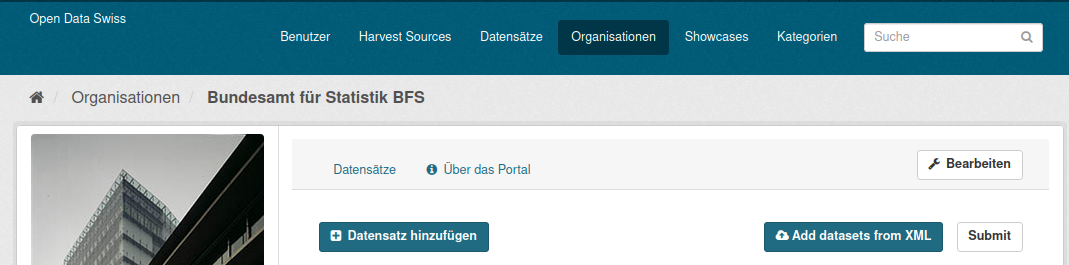 Open Data Swiss
Benutzer Harvest Sources Datensätze Organisationen Showcases Kategorien Suche
/ Organisationen / Bundesamt für Statistik BFS
Datensätze Über das Portal Bearbeiten
Datensatz hinzufügen Add datasets from XML Submit